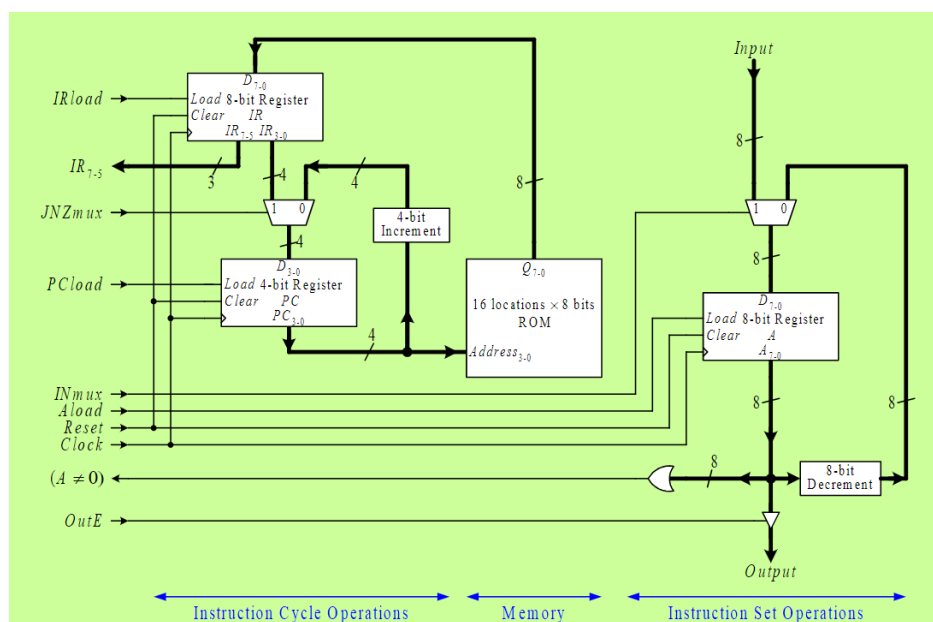 Input
D7-0
IRload
Load 8-bit Register
Clear IR
IR7-5 IR3-0
8
8
IR7-5
3
4
4
JNZmux
1 0
4-bit
Increment
1 0
4
8
D3-0
PCload
Load 4-bit Register
Clear PC
PC3-0
Q7-0
16 locations × 8 bits
ROM
Address3-0
4
D7-0
Load 8-bit Register
Clear A
A7-0
INmux
Aload
Reset
Clock
8
8
(A ≠ 0)
8
8-bit
Decrement
OutE
Output
Instruction Cycle Operations
Memory
Instruction Set Operations